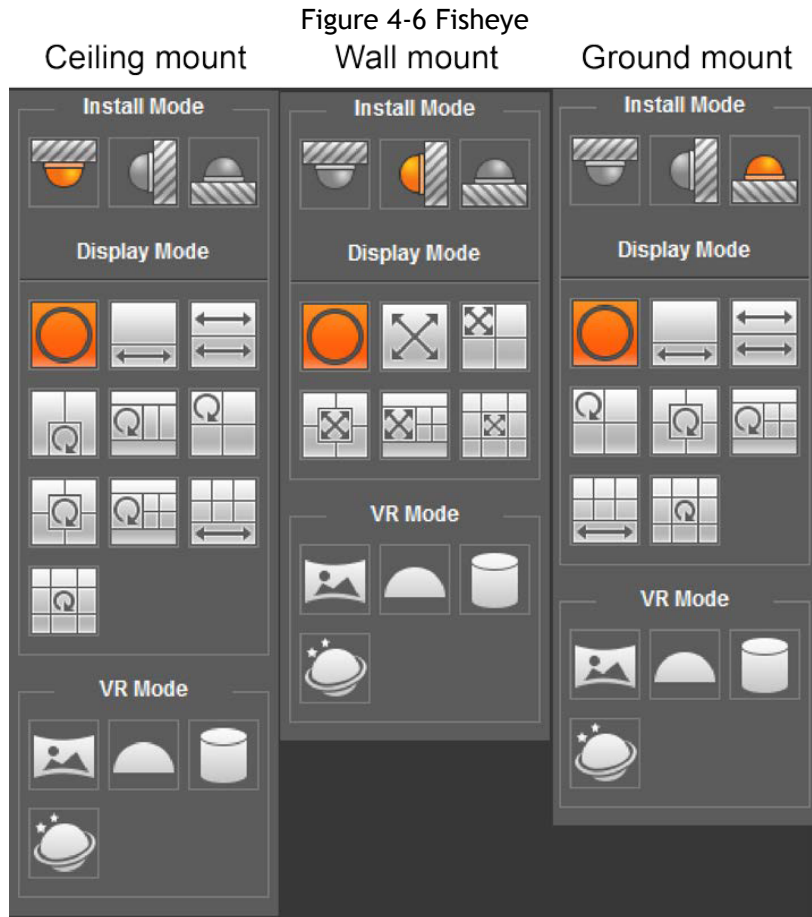 Figure 4-6 Fisheye
Ceiling mount
Wall mount
Ground mount
Install Mode
Display Mode
VR Mode
Install Mode
Display Mode
VR Mode
Install Mode
Display Mode
VR Mode